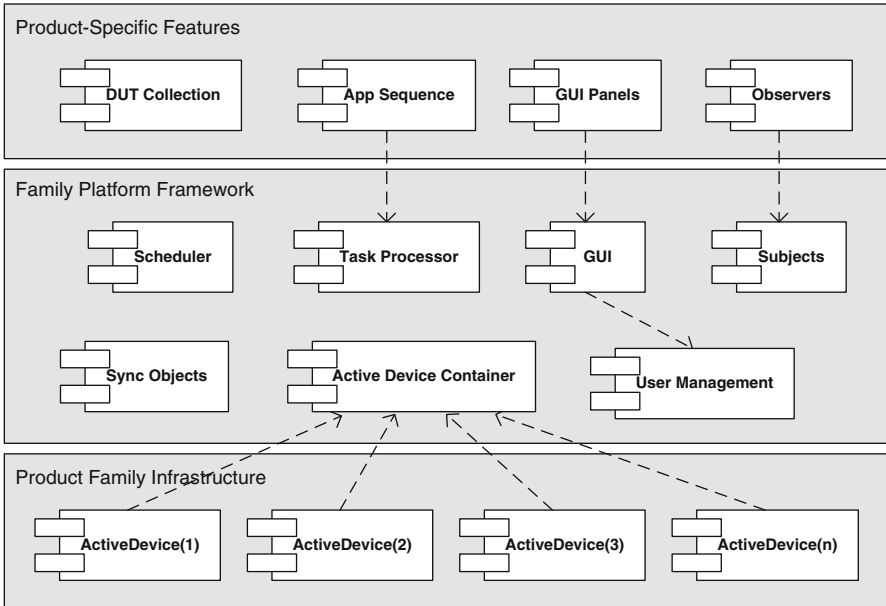 Product-Specific Features
DUT Collection
App Sequence
GUI Panels
Observers
Family Platform Framework
Scheduler
Task Processor
GUI
Subjects
Sync Objects
Active Device Container
User Management
Product Family Infrastructure
ActiveDevice(1)
ActiveDevice(2)
ActiveDevice(3)
ActiveDevice(n)